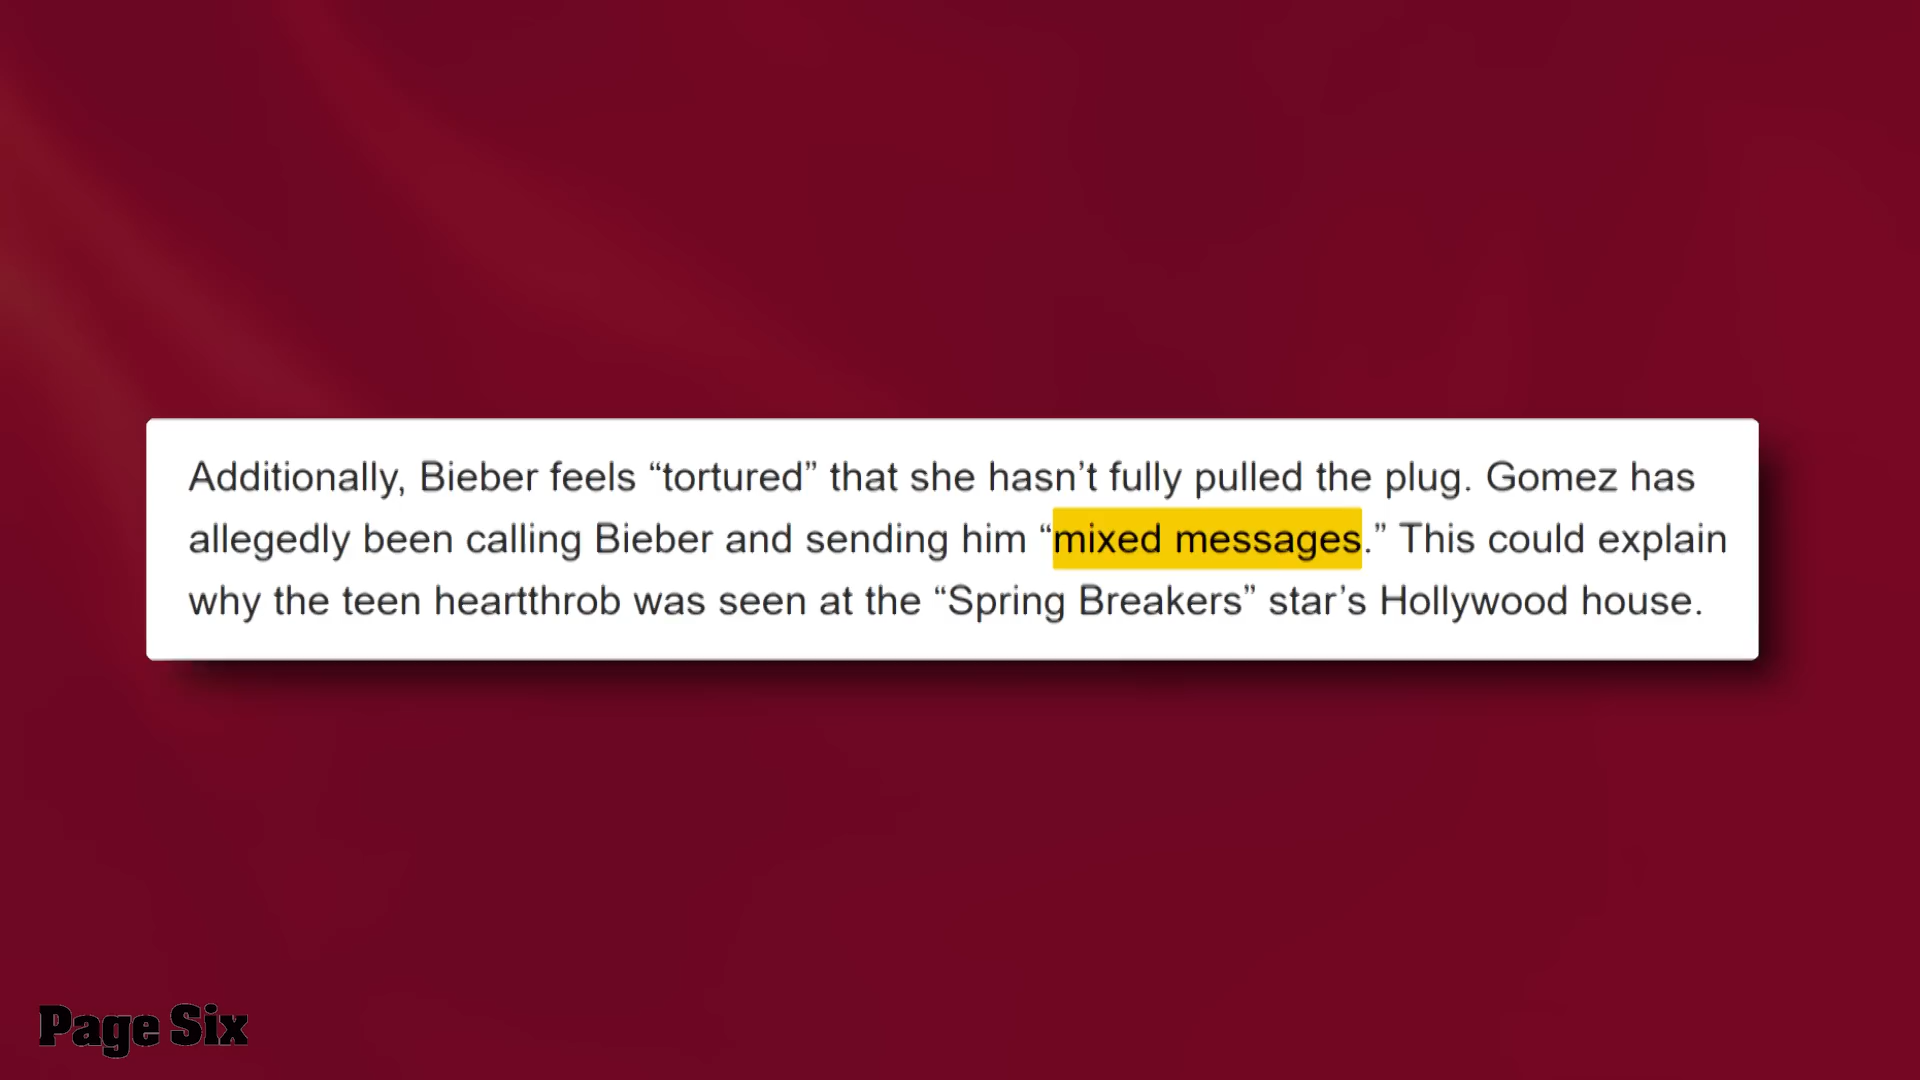 Additionally, Bieber feels “tortured” that she hasn’t fully pulled the plug. Gomez has
allegedly been calling Bieber and sending him “mixed messages.” This could explain
why the teen heartthrob was seen at the “Spring Breakers” star’s Hollywood house.
Page Six